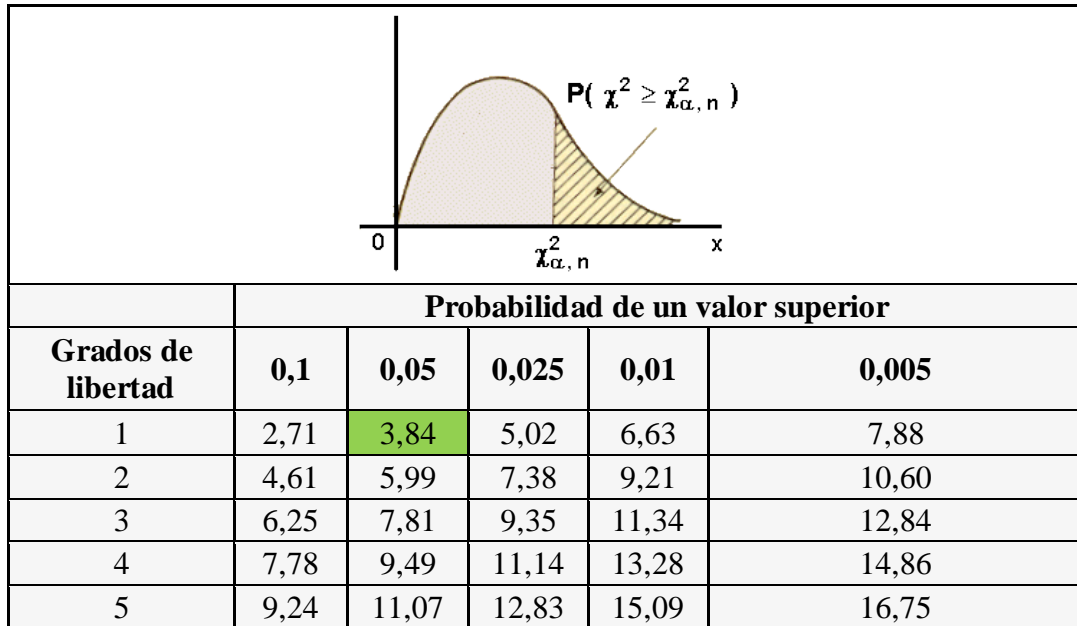 P( χ² ≥ χ²α, n )
0
χ²α, n
x
Probabilidad de un valor superior
Grados de libertad 0,1 0,05 0,025 0,01 0,005
1 2,71 3,84 5,02 6,63 7,88
2 4,61 5,99 7,38 9,21 10,60
3 6,25 7,81 9,35 11,34 12,84
4 7,78 9,49 11,14 13,28 14,86
5 9,24 11,07 12,83 15,09 16,75